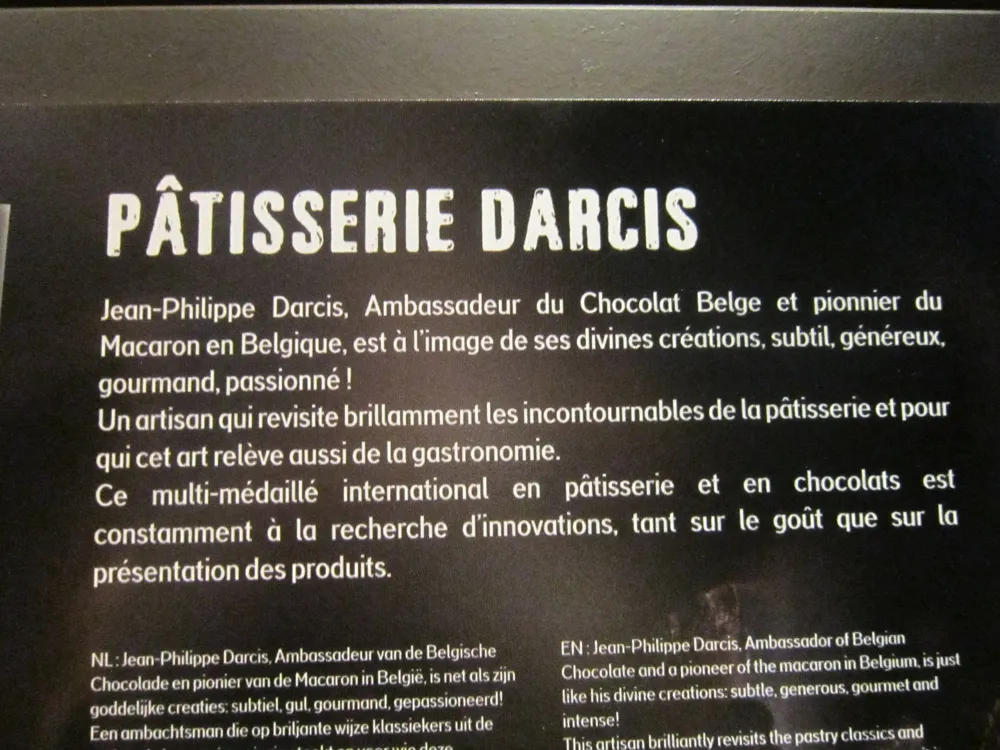 PÂTISSERIE DARCIS
Jean-Philippe Darcis, Ambassadeur du Chocolat Belge et pionnier du
Macaron en Belgique, est à l'image de ses divines créations, subtil, généreux,
gourmand, passionné !
Un artisan qui revisite brillamment les incontournables de la pâtisserie et pour
qui cet art relève aussi de la gastronomie.
Ce multi-médaillé international en pâtisserie et en chocolats est
constamment à la recherche d'innovations, tant sur le goût que sur la
présentation des produits.
NL : Jean-Philippe Darcis, Ambassadeur van de Belgische
Chocolade en pionier van de Macaron in België, is net als zijn
goddelijke creaties: subtiel, gul, gourmand, gepassioneerd!
Een ambachtsman die op briljante wijze klassiekers uit de
EN : Jean-Philippe Darcis, Ambassador of Belgian
Chocolate and a pioneer of the macaron in Belgium, is just
like his divine creations: subtle, generous, gourmet and
intense!
This artisan brilliantly revisits the pastry classics and